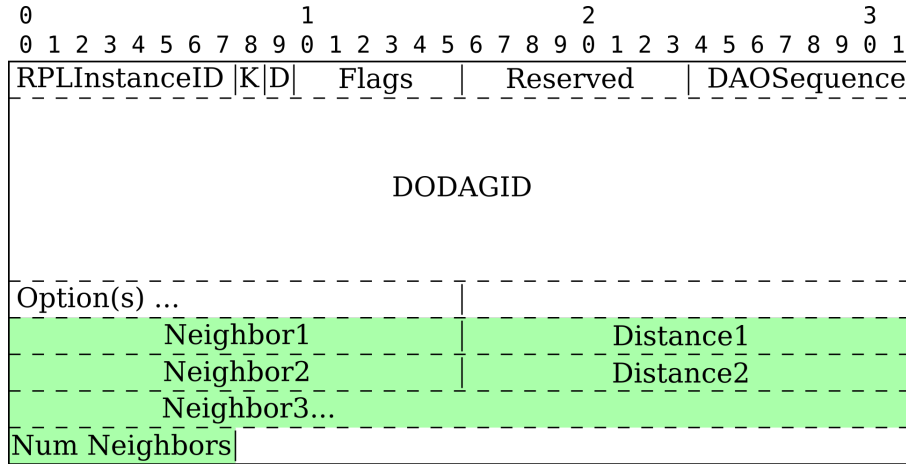 0 1 2 3
0 1 2 3 4 5 6 7 8 9 0 1 2 3 4 5 6 7 8 9 0 1 2 3 4 5 6 7 8 9 0 1
RPLInstanceID |K|D| Flags | Reserved | DAOSequence
DODAGID
Option(s) ... |
Neighbor1 | Distance1
Neighbor2 | Distance2
Neighbor3...
Num Neighbors|